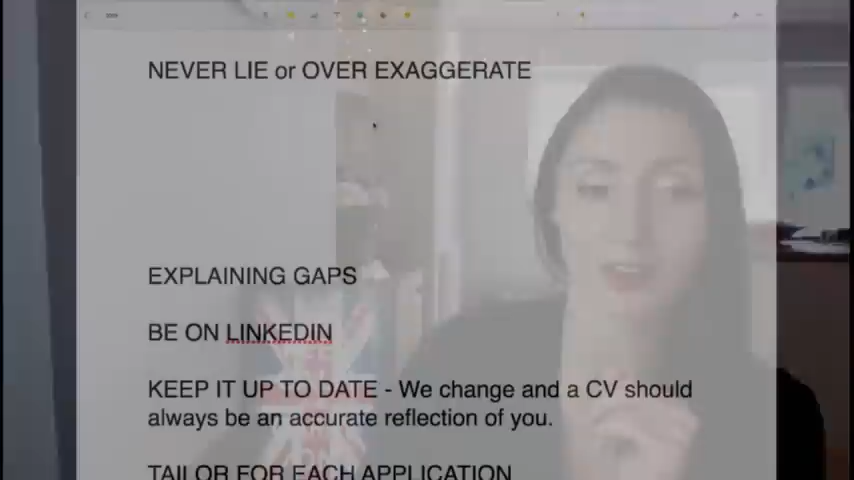 NEVER LIE or OVER EXAGGERATE
EXPLAINING GAPS
BE ON LINKEDIN
KEEP IT UP TO DATE - We change and a CV should
always be an accurate reflection of you.
TAILOR FOR EACH APPLICATION